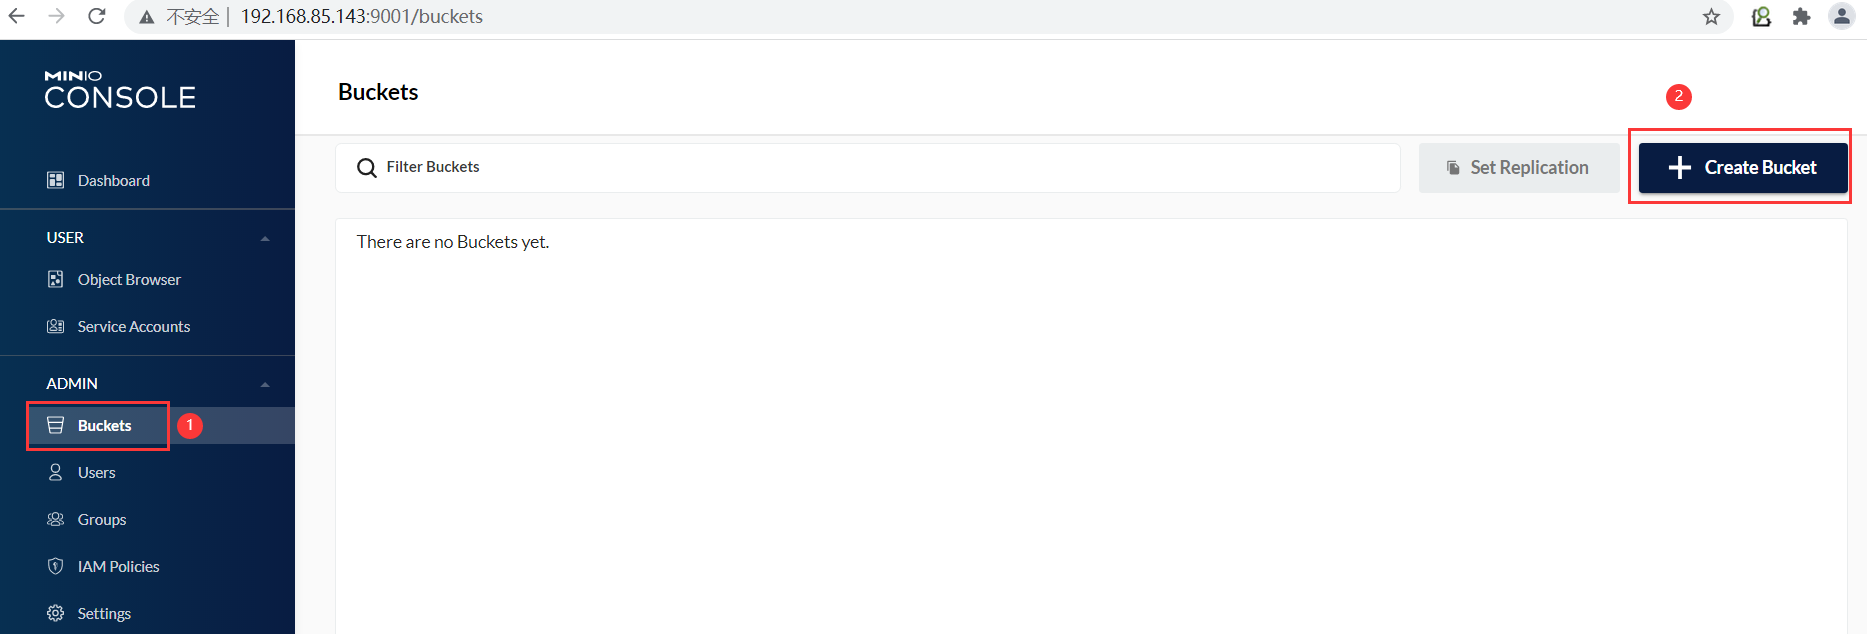 不安全 | 192.168.85.143:9001/buckets
MINIO
CONSOLE
Dashboard
USER
Object Browser
Service Accounts
ADMIN
Buckets
1
Users
Groups
IAM Policies
Settings
Buckets
2
Filter Buckets
Set Replication
Create Bucket
There are no Buckets yet.